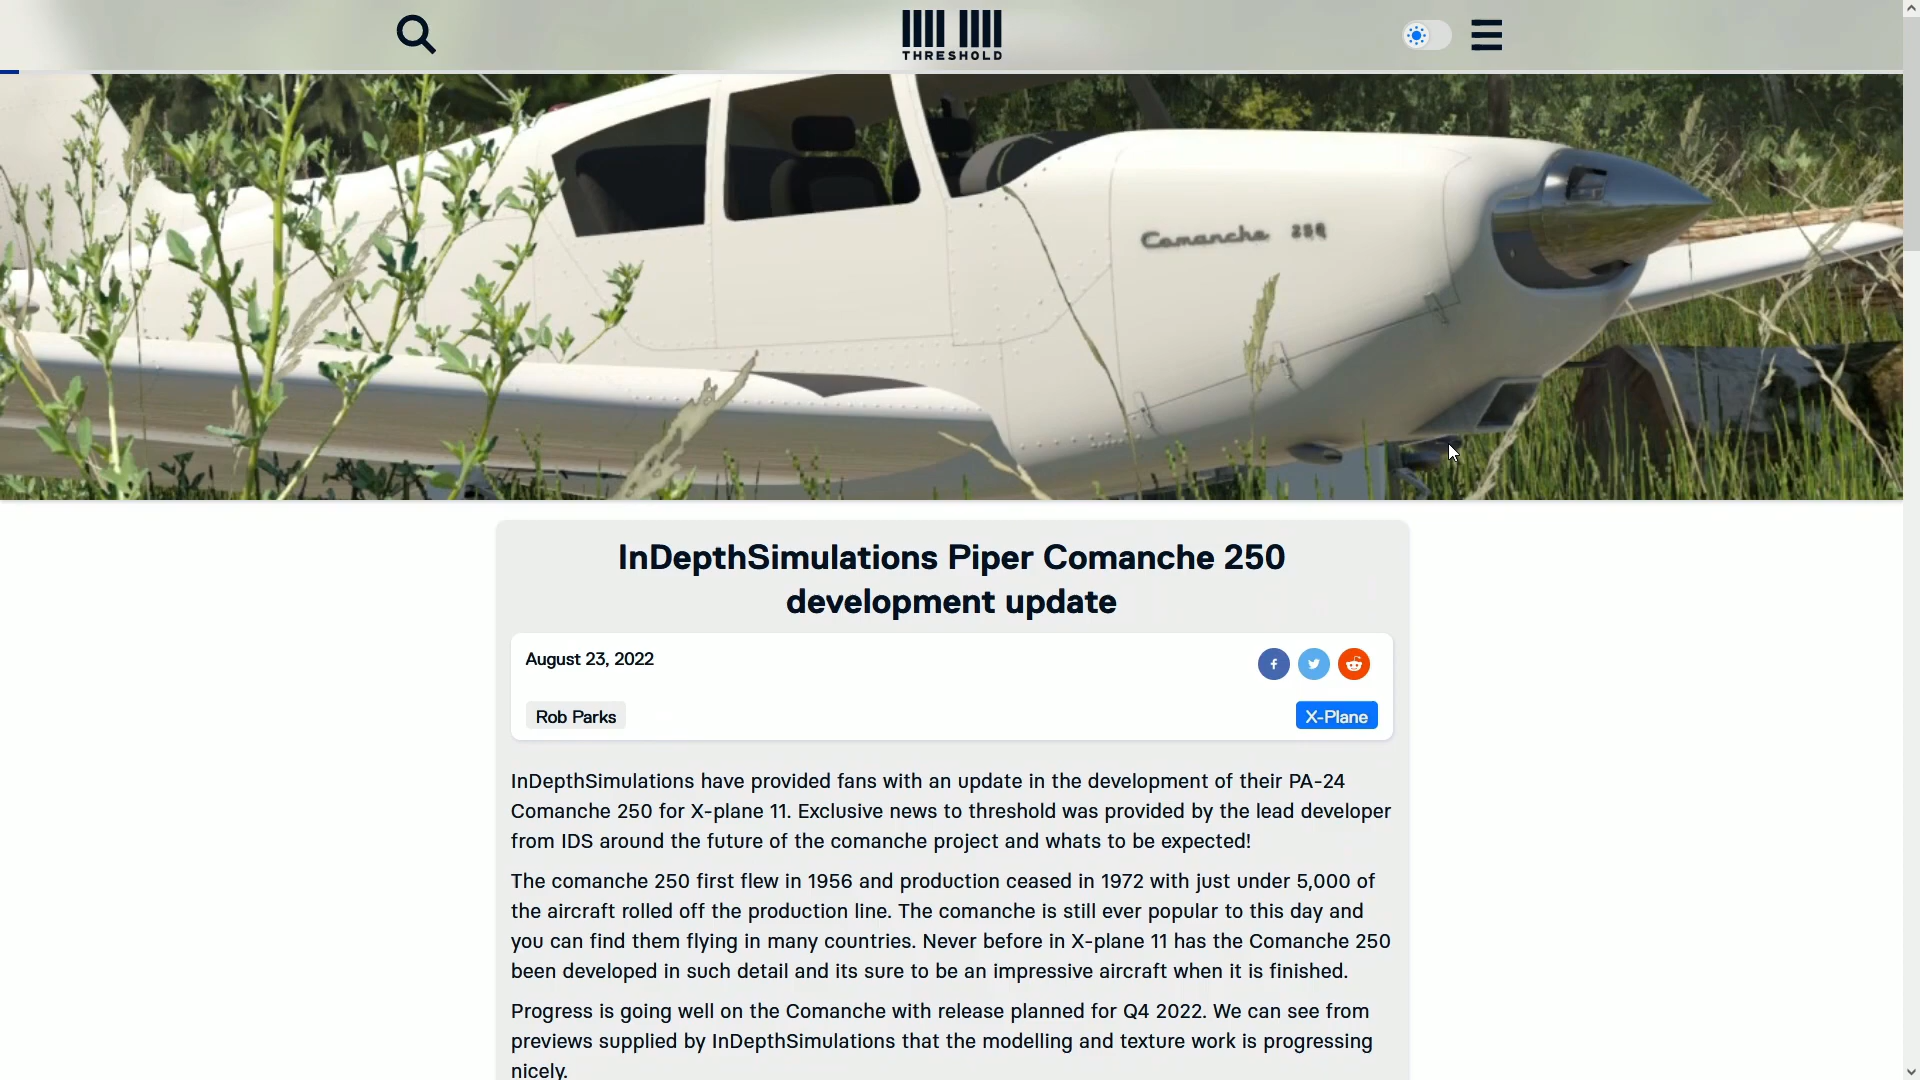 THRESHOLD
Comanche 250
InDepthSimulations Piper Comanche 250
development update
August 23, 2022
Rob Parks
X-Plane
InDepthSimulations have provided fans with an update in the development of their PA-24
Comanche 250 for X-plane 11. Exclusive news to threshold was provided by the lead developer
from IDS around the future of the comanche project and whats to be expected!
The comanche 250 first flew in 1956 and production ceased in 1972 with just under 5,000 of
the aircraft rolled off the production line. The comanche is still ever popular to this day and
you can find them flying in many countries. Never before in X-plane 11 has the Comanche 250
been developed in such detail and its sure to be an impressive aircraft when it is finished.
Progress is going well on the Comanche with release planned for Q4 2022. We can see from
previews supplied by InDepthSimulations that the modelling and texture work is progressing
nicely.